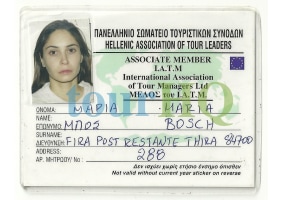 ΠΑΝΕΛΛΗΝΙΟ ΣΩΜΑΤΕΙΟ ΤΟΥΡΙΣΤΙΚΩΝ ΣΥΝΟΔΩΝ
HELLENIC ASSOCIATION OF TOUR LEADERS
ASSOCIATE MEMBER
I.A.T.M
International Association
of Tour Managers Ltd
ΜΕΛΟΣ του Ι.Α.Τ.Μ.
ΟΝΟΜΑ: ΜΑΡΙΑ MARIA
NAME:
ΕΠΩΝΥΜΟ: ΜΠΟΣ BOSCH
SURNAME:
ΔΙΕΥΘΥΝΣΗ: FIRA POST RESTANTE THIRA 84700
ADDRESS:
ΑΡ. ΜΗΤΡΩΟΥ / No: 288
Δεν ισχύει χωρίς ετήσιο ένσημο όπισθεν
Not valid without current year sticker on reverse